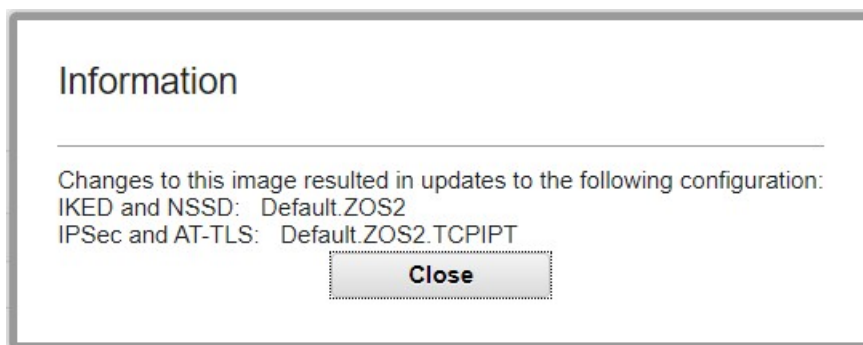 Information
Changes to this image resulted in updates to the following configuration:
IKED and NSSD: Default.ZOS2
IPSec and AT-TLS: Default.ZOS2.TCPIPT
Close